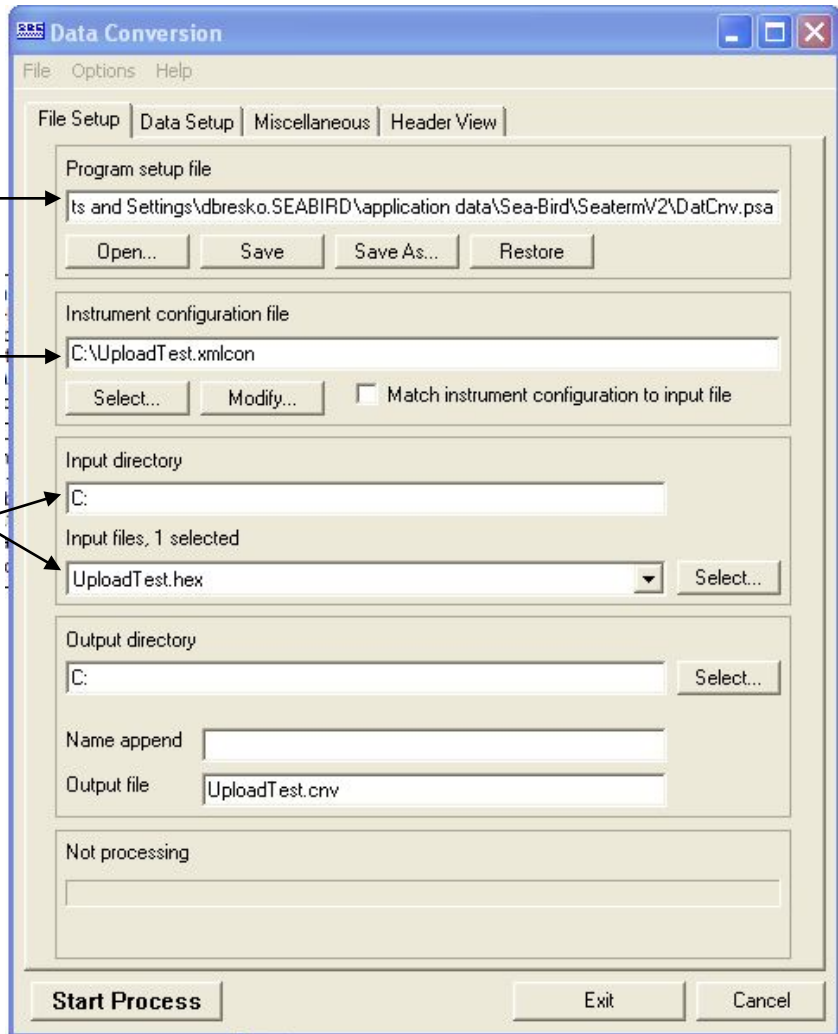 SBE Data Conversion
File Options Help
File Setup Data Setup Miscellaneous Header View
Program setup file
ts and Settings\dbresko.SEABIRD\application data\Sea-Bird\SeatermV2\DatCnv.psa
Open... Save Save As... Restore
Instrument configuration file
C:\UploadTest.xmlcon
Select... Modify... Match instrument configuration to input file
Input directory
C:
Input files, 1 selected
UploadTest.hex Select...
Output directory
C: Select...
Name append
Output file UploadTest.cnv
Not processing
Start Process Exit Cancel